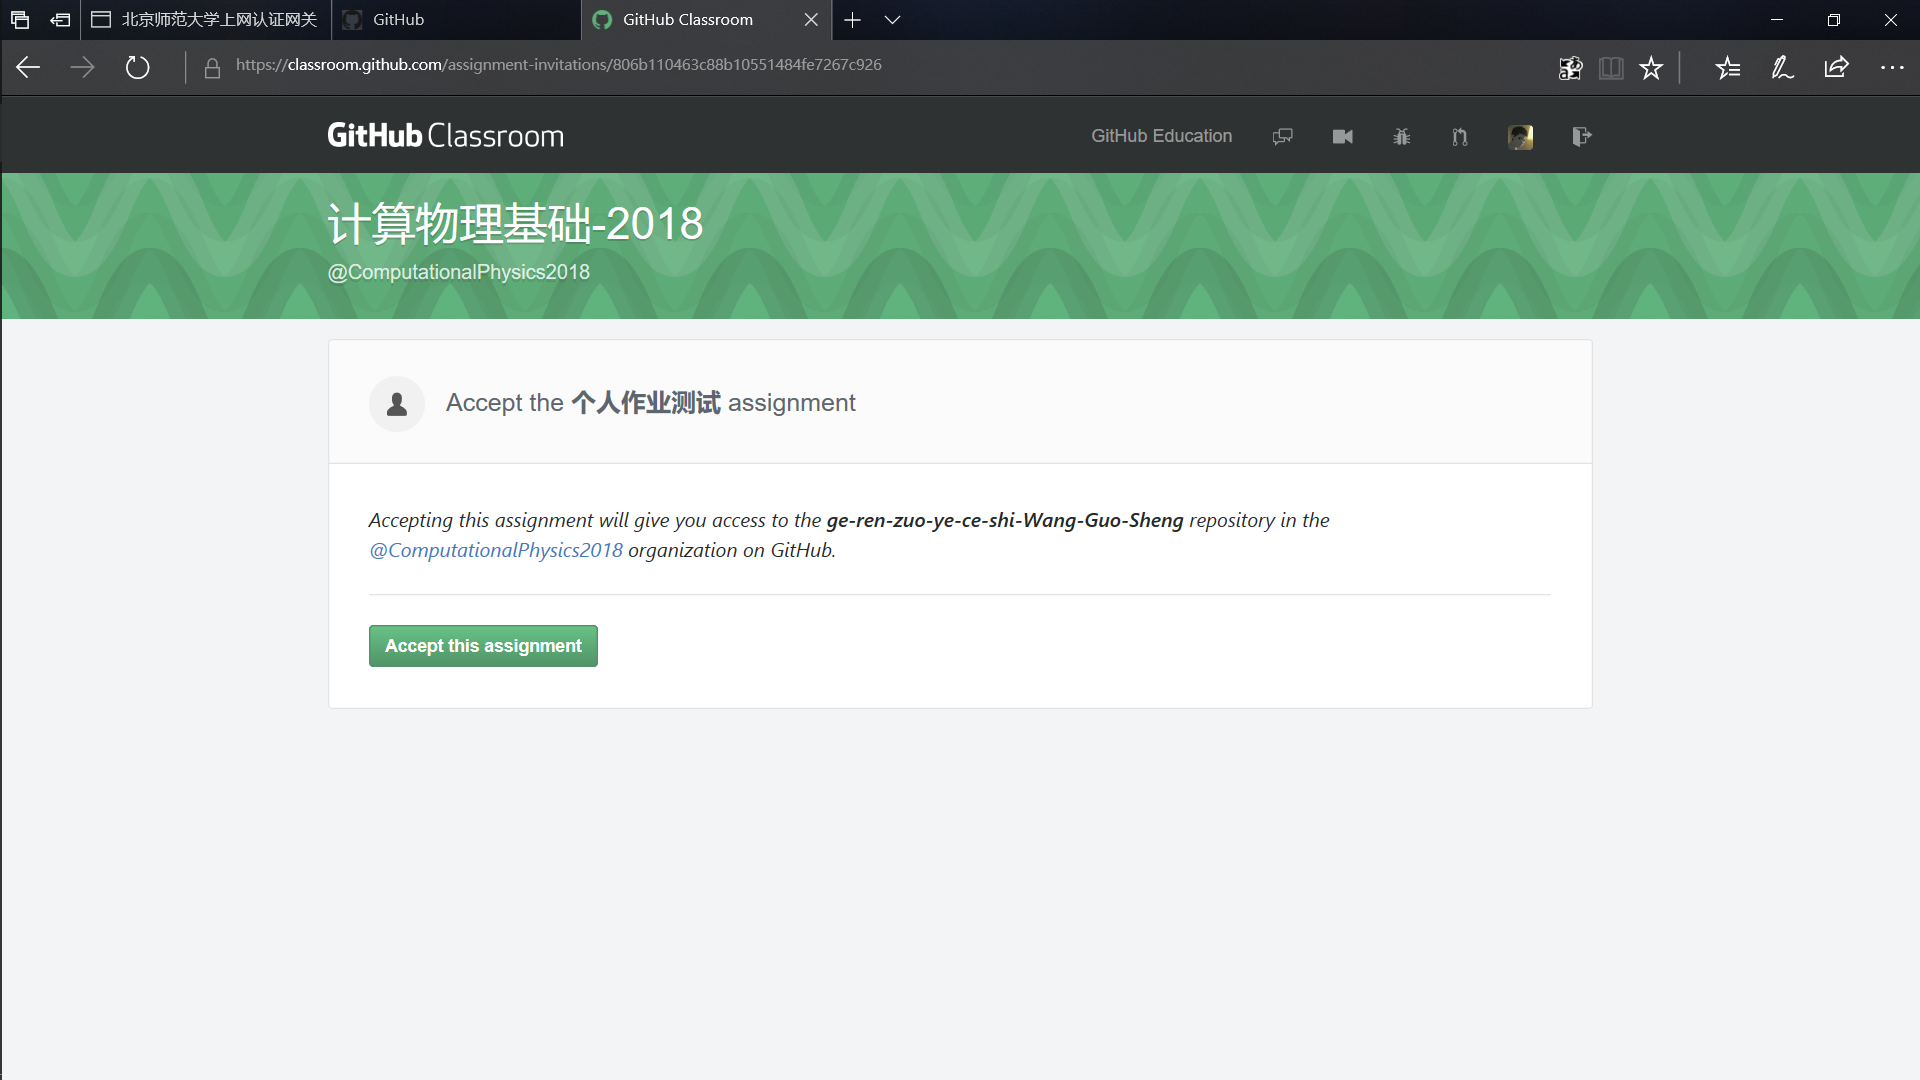 北京师范大学上网认证网关
GitHub
GitHub Classroom
https://classroom.github.com/assignment-invitations/806b110463c88b10551484fe7267c926
GitHub Classroom
GitHub Education
计算物理基础-2018
@ComputationalPhysics2018
Accept the 个人作业测试 assignment
Accepting this assignment will give you access to the ge-ren-zuo-ye-ce-shi-Wang-Guo-Sheng repository in the
@ComputationalPhysics2018 organization on GitHub.
Accept this assignment